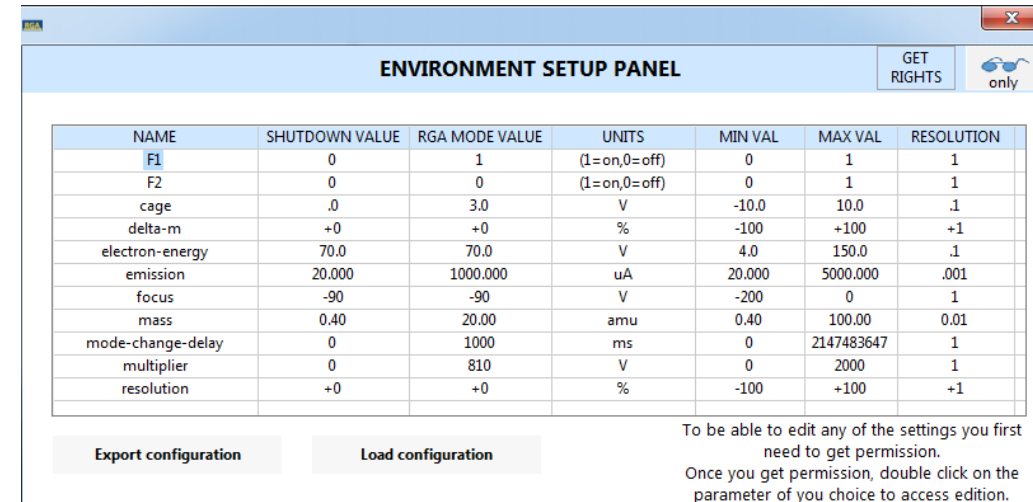 RGA
x
ENVIRONMENT SETUP PANEL
GET
RIGHTS
only
NAME SHUTDOWN VALUE RGA MODE VALUE UNITS MIN VAL MAX VAL RESOLUTION
F1 0 1 (1=on,0=off) 0 1 1
F2 0 0 (1=on,0=off) 0 1 1
cage .0 3.0 V -10.0 10.0 .1
delta-m +0 +0 % -100 +100 +1
electron-energy 70.0 70.0 V 4.0 150.0 .1
emission 20.000 1000.000 uA 20.000 5000.000 .001
focus -90 -90 V -200 0 1
mass 0.40 20.00 amu 0.40 100.00 0.01
mode-change-delay 0 1000 ms 0 2147483647 1
multiplier 0 810 V 0 2000 1
resolution +0 +0 % -100 +100 +1
Export configuration
Load configuration
To be able to edit any of the settings you first
need to get permission.
Once you get permission, double click on the
parameter of you choice to access edition.